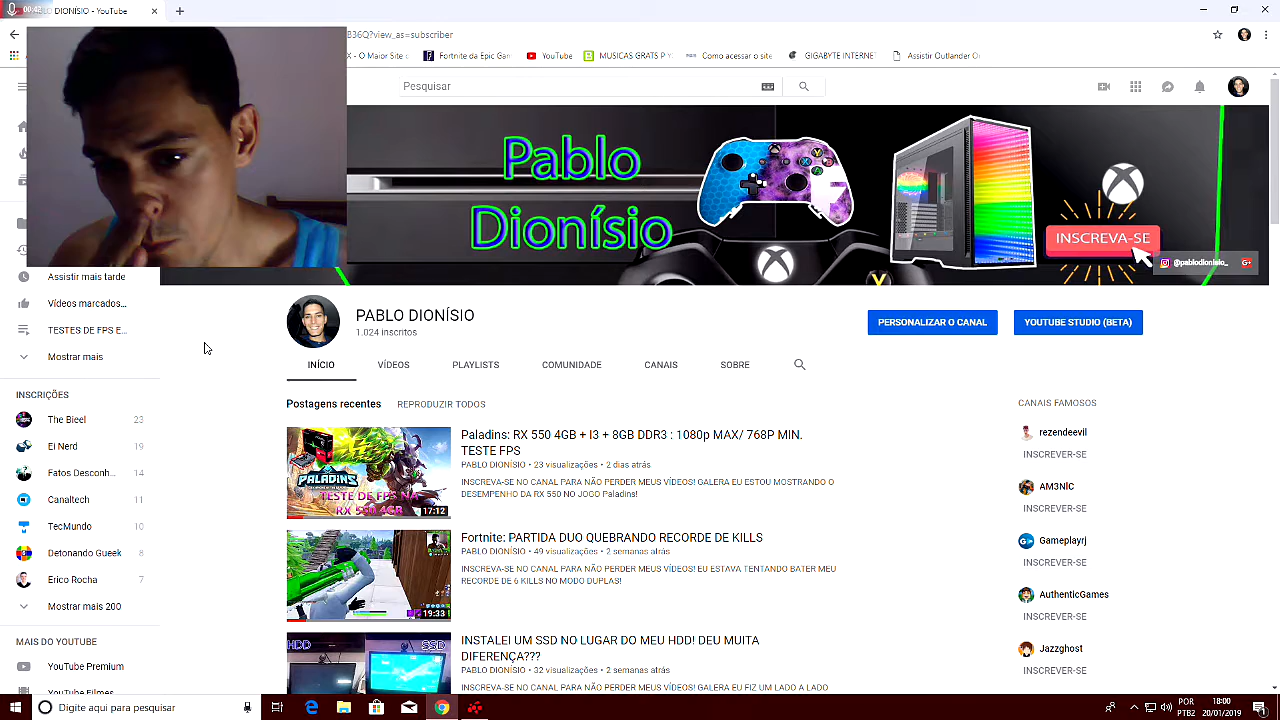 00:42
DIONÍSIO - YouTube
B36Q?view_as=subscriber
X - O Maior Site d
Fortnite da Epic Gam
YouTube
MUSICAS GRATS P Y
Como acessar o site
GIGABYTE INTERNET
Assistir Outlander On
Pesquisar
Pablo
Dionísio
INSCREVA-SE
@pablodionisio_
G+
Assistir mais tarde
Vídeos marcados...
TESTES DE FPS E...
Mostrar mais
INSCRIÇÕES
The Bieel 23
Ei Nerd 19
Fatos Desconh... 14
Canaltech 11
TecMundo 10
Detonando Gueek 8
Erico Rocha 7
Mostrar mais 200
MAIS DO YOUTUBE
YouTube Premium
YouTube Filmes
PABLO DIONÍSIO
1.024 inscritos
PERSONALIZAR O CANAL
YOUTUBE STUDIO (BETA)
INÍCIO VÍDEOS PLAYLISTS COMUNIDADE CANAIS SOBRE
Postagens recentes REPRODUZIR TODOS
PALADINS
TESTE DE FPS NA
RX 550 4GB
17:12
Paladins: RX 550 4GB + I3 + 8GB DDR3 : 1080p MAX/ 768P MIN.
TESTE FPS
PABLO DIONÍSIO • 23 visualizações • 2 dias atrás
INSCREVA-SE NO CANAL PARA NÃO PERDER MEUS VÍDEOS! GALERA EU ESTOU MOSTRANDO O
DESEMPENHO DA RX 550 NO JOGO Paladins!
19:33
Fortnite: PARTIDA DUO QUEBRANDO RECORDE DE KILLS
PABLO DIONÍSIO • 49 visualizações • 2 semanas atrás
INSCREVA-SE NO CANAL PARA NÃO PERDER MEUS VÍDEOS! EU ESTAVA TENTANDO BATER MEU
RECORDE DE 6 KILLS NO MODO DUPLAS!
HDD
SSD
INSTALEI UM SSD NO LUGAR DO MEU HDD! DEU MUITA
DIFERENÇA???
PABLO DIONÍSIO • 32 visualizações • 2 semanas atrás
INSCREVA-SE NO CANAL PARA NÃO PERDER MEUS VÍDEOS! GALERA EU FIZ UM LADO A LADO
CANAIS FAMOSOS
rezendeevil
INSCREVER-SE
AM3NlC
INSCREVER-SE
Gameplayrj
INSCREVER-SE
AuthenticGames
INSCREVER-SE
Jazzghost
INSCREVER-SE
Digite aqui para pesquisar
POR
PTB2
18:00
20/01/2019